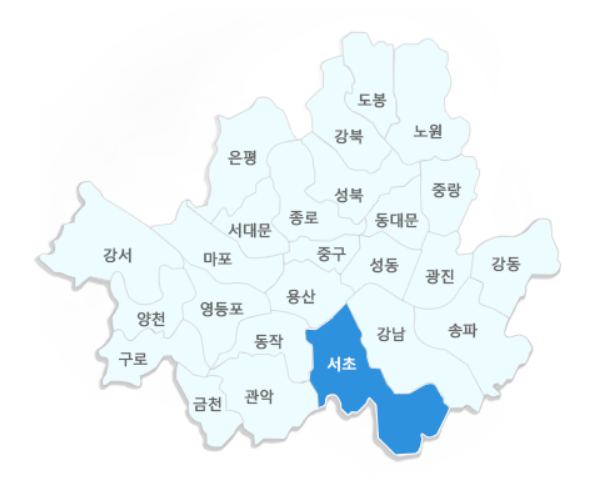 도봉
강북
노원
은평
성북
중랑
종로
동대문
서대문
중구
강서
마포
성동
광진
강동
용산
영등포
양천
동작
강남
송파
구로
서초
금천
관악